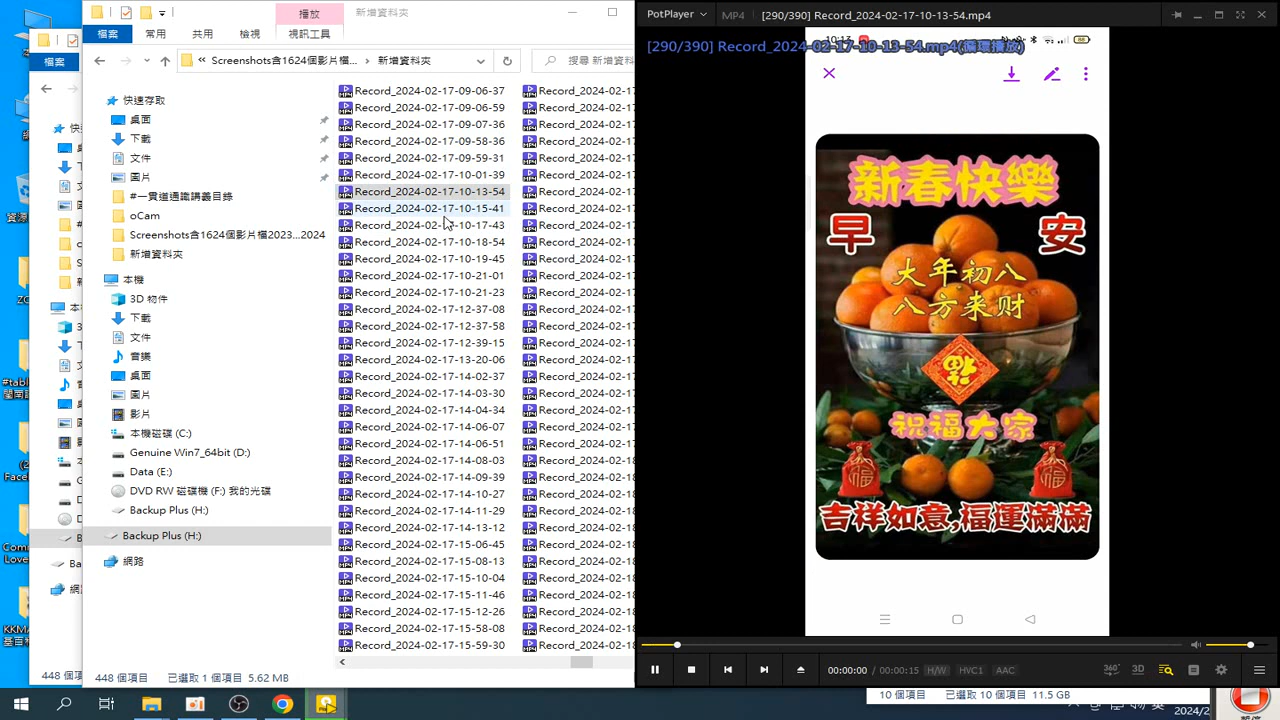 播放
新增資料夾
檔案
常用
共用
檢視
視訊工具
« Screenshots含1624個影片檔... > 新增資料夾
搜尋 新增資料夾
快速存取
桌面
下載
文件
圖片
#一貫道通識講義目錄
oCam
Screenshots含1624個影片檔2023...2024
新增資料夾
本機
3D 物件
下載
文件
音樂
桌面
圖片
影片
本機磁碟 (C:)
Genuine Win7_64bit (D:)
Data (E:)
DVD RW 磁碟機 (F:) 我的光碟
Backup Plus (H:)
Backup Plus (H:)
網路
Record_2024-02-17-09-06-37
Record_2024-02-17-09-06-59
Record_2024-02-17-09-07-36
Record_2024-02-17-09-58-36
Record_2024-02-17-09-59-31
Record_2024-02-17-10-01-39
Record_2024-02-17-10-13-54
Record_2024-02-17-10-15-41
Record_2024-02-17-10-17-43
Record_2024-02-17-10-18-54
Record_2024-02-17-10-19-45
Record_2024-02-17-10-21-01
Record_2024-02-17-10-21-23
Record_2024-02-17-12-37-08
Record_2024-02-17-12-37-58
Record_2024-02-17-12-39-15
Record_2024-02-17-13-20-06
Record_2024-02-17-14-02-37
Record_2024-02-17-14-03-30
Record_2024-02-17-14-04-34
Record_2024-02-17-14-06-07
Record_2024-02-17-14-06-51
Record_2024-02-17-14-08-03
Record_2024-02-17-14-09-39
Record_2024-02-17-14-10-27
Record_2024-02-17-14-11-29
Record_2024-02-17-14-13-12
Record_2024-02-17-15-06-45
Record_2024-02-17-15-08-13
Record_2024-02-17-15-10-04
Record_2024-02-17-15-11-46
Record_2024-02-17-15-12-26
Record_2024-02-17-15-58-08
Record_2024-02-17-15-59-30
448 個項目 已選取 1 個項目 5.62 MB
PotPlayer
MP4
[290/390] Record_2024-02-17-10-13-54.mp4
[290/390] Record_2024-02-17-10-13-54.mp4(循環播放)
新春快樂
早 安
大年初八
八方来财
福
祝福大家
福 福
吉祥如意,福運滿滿
00:00:00 / 00:00:15 H/W HVC1 AAC
360° 3D
10 個項目 已選取 10 個項目 11.5 GB